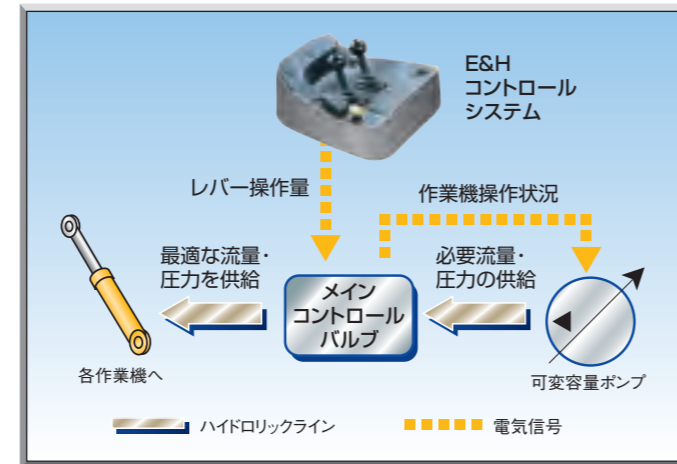 E&H
コントロール
システム
レバー操作量
作業機操作状況
最適な流量・
圧力を供給
必要流量・
圧力の供給
メイン
コントロール
バルブ
各作業機へ
可変容量ポンプ
ハイドロリックライン
電気信号